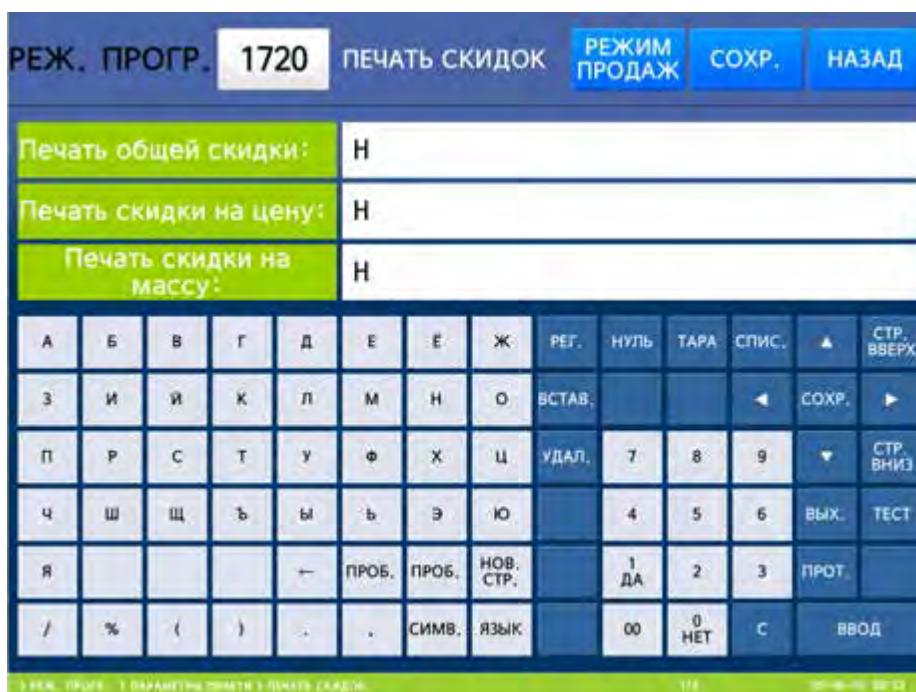 РЕЖ. ПРОГР. 1720 ПЕЧАТЬ СКИДОК РЕЖИМ ПРОДАЖ СОХР. НАЗАД
Печать общей скидки: Н
Печать скидки на цену: Н
Печать скидки на массу: Н
А Б В Г Д Е Ё Ж РЕГ. НУЛЬ ТАРА СПИС. ▲ СТР. ВВЕРХ
З И Й К Л М Н О ВСТАВ. ◄ СОХР. ►
П Р С Т У Ф Х Ц УДАЛ. 7 8 9 ▼ СТР. ВНИЗ
Ч Ш Щ Ъ Ы Ь Э Ю 4 5 6 ВЫХ. ТЕСТ
Я ← ПРОБ. ПРОБ. НОВ. СТР. 1 ДА 2 3 ПРОТ.
/ % ( ) . , СИМВ. ЯЗЫК 00 0 НЕТ C ВВОД